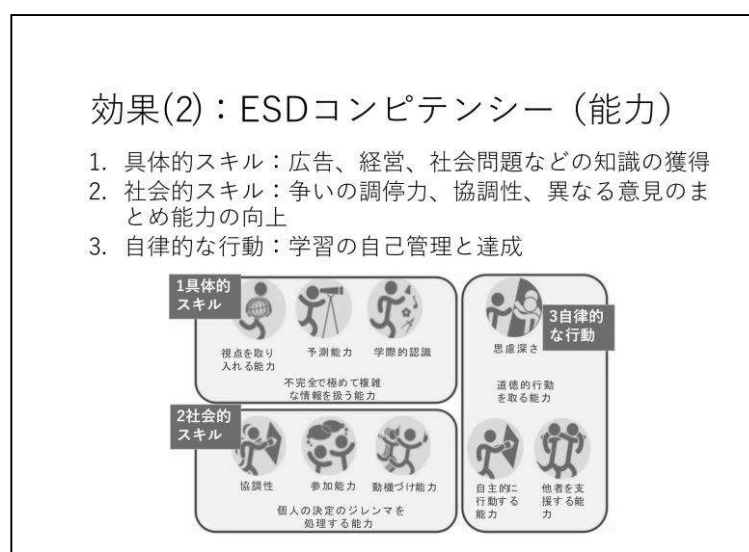 効果(2)：ESDコンピテンシー（能力）
1. 具体的スキル：広告、経営、社会問題などの知識の獲得
2. 社会的スキル：争いの調停力、協調性、異なる意見のま
とめ能力の向上
3. 自律的な行動：学習の自己管理と達成
1具体的
スキル
視点を取り
入れる能力
予測能力
学際的認識
不完全で極めて複雑
な情報を扱う能力
2社会的
スキル
協調性
参加能力
動機づけ能力
個人の決定のジレンマを
処理する能力
3自律的
な行動
思慮深さ
道徳的行動
を取る能力
自主的に
行動する
能力
他者を支
援する能
力